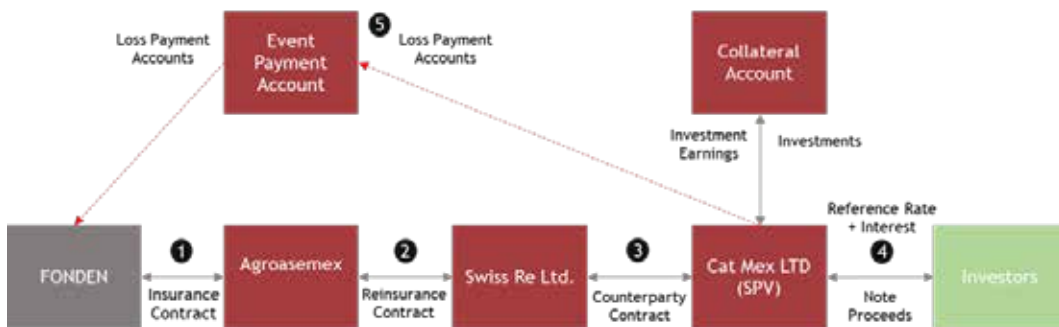 5
Loss Payment
Accounts
Event
Payment
Account
Loss Payment
Accounts
Collateral
Account
Investment
Earnings
Investments
Reference Rate
+ Interest
FONDEN
1
Insurance
Contract
Agroasemex
2
Reinsurance
Contract
Swiss Re Ltd.
3
Counterparty
Contract
Cat Mex LTD
(SPV)
4
Note
Proceeds
Investors